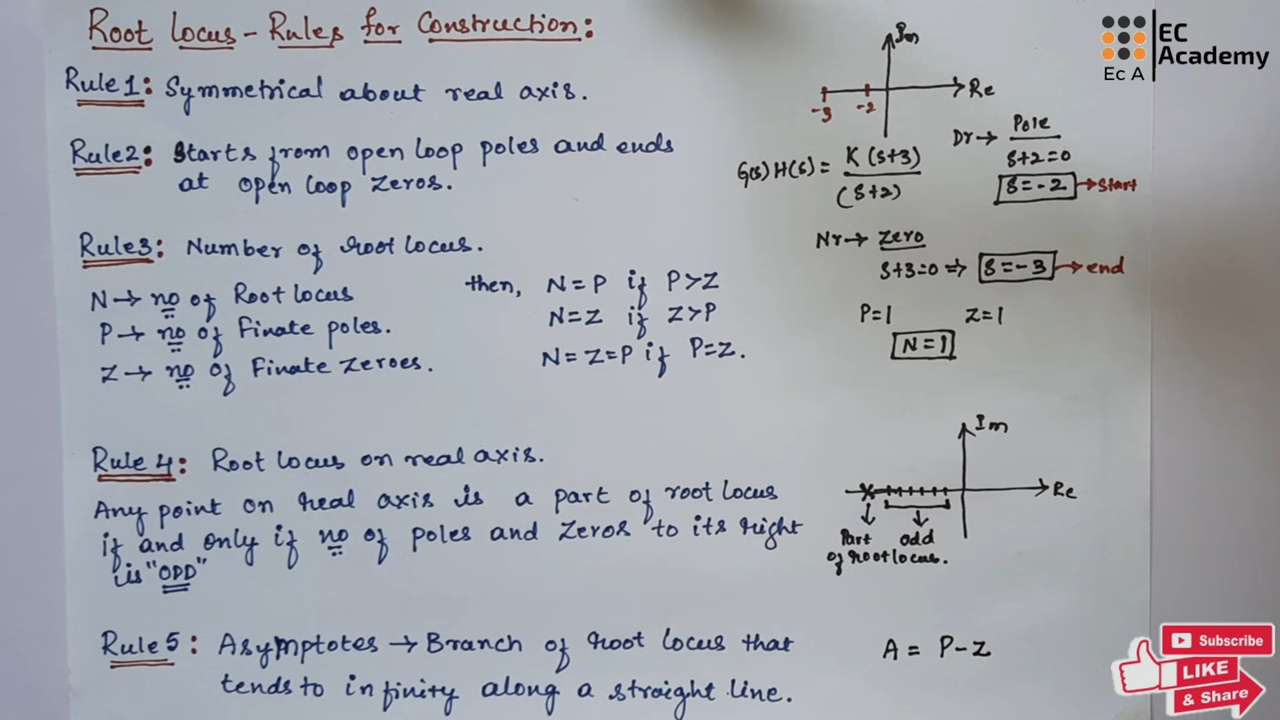 Root locus - Rules for Construction:
Rule 1: Symmetrical about real axis.
Rule 2: Starts from open loop poles and ends
at open loop zeros.
Rule 3: Number of root locus.
N → no of Root locus
P → no of Finate poles.
Z → no of Finate Zeroes.
then, N = P if P > Z
N = Z if Z > P
N = Z = P if P = Z.
Rule 4: Root locus on real axis.
Any point on real axis is a part of root locus
if and only if no of poles and zeros to its right
is "ODD"
Rule 5: Asymptotes → Branch of root locus that
tends to infinity along a straight line.
A = P - Z
Im
Re
-3 -2
G(s) H(s) = K (s+3)
(s+2)
Dr → Pole
s+2=0
s=-2 → start
Nr → Zero
s+3=0 ⇒ s=-3 → end
P=1 Z=1
N=1
Im
Re
Part odd
of root locus.
EC
Academy
Ec A
Subscribe
LIKE
& Share